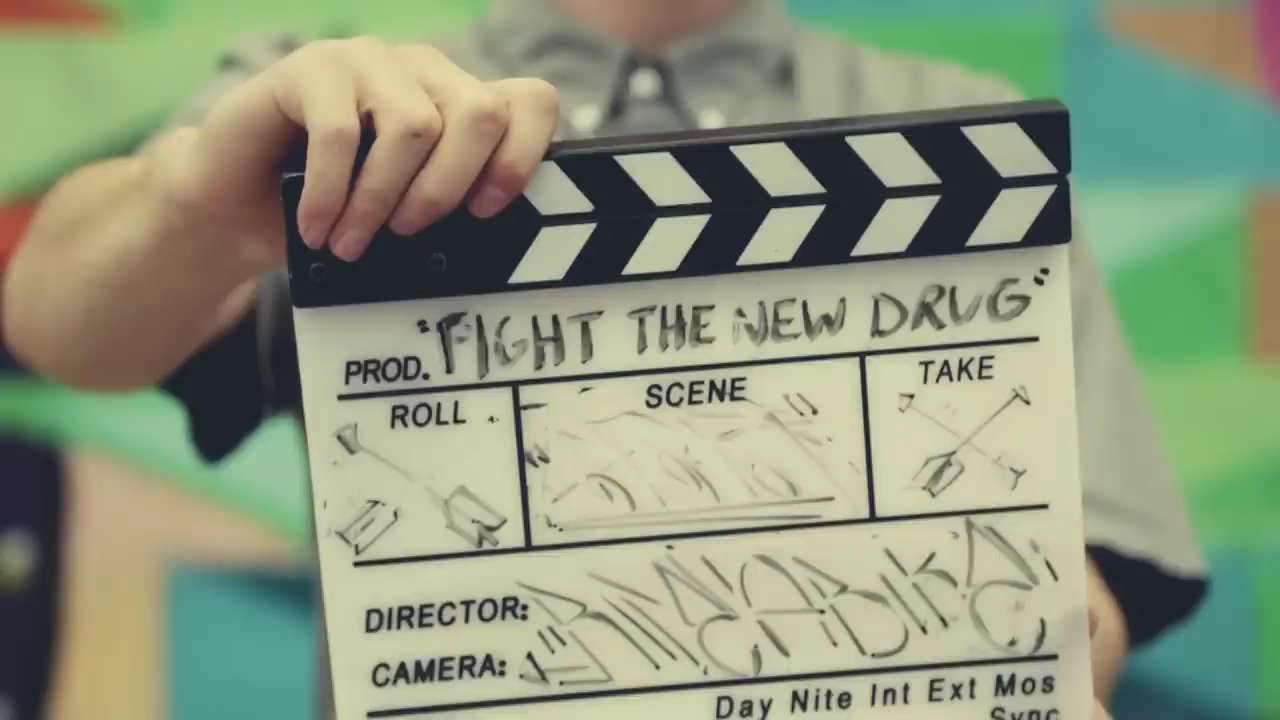 PROD. "FIGHT THE NEW DRUG"
ROLL SCENE TAKE
DIRECTOR:
CAMERA:
Day Nite Int Ext Mos
Sync